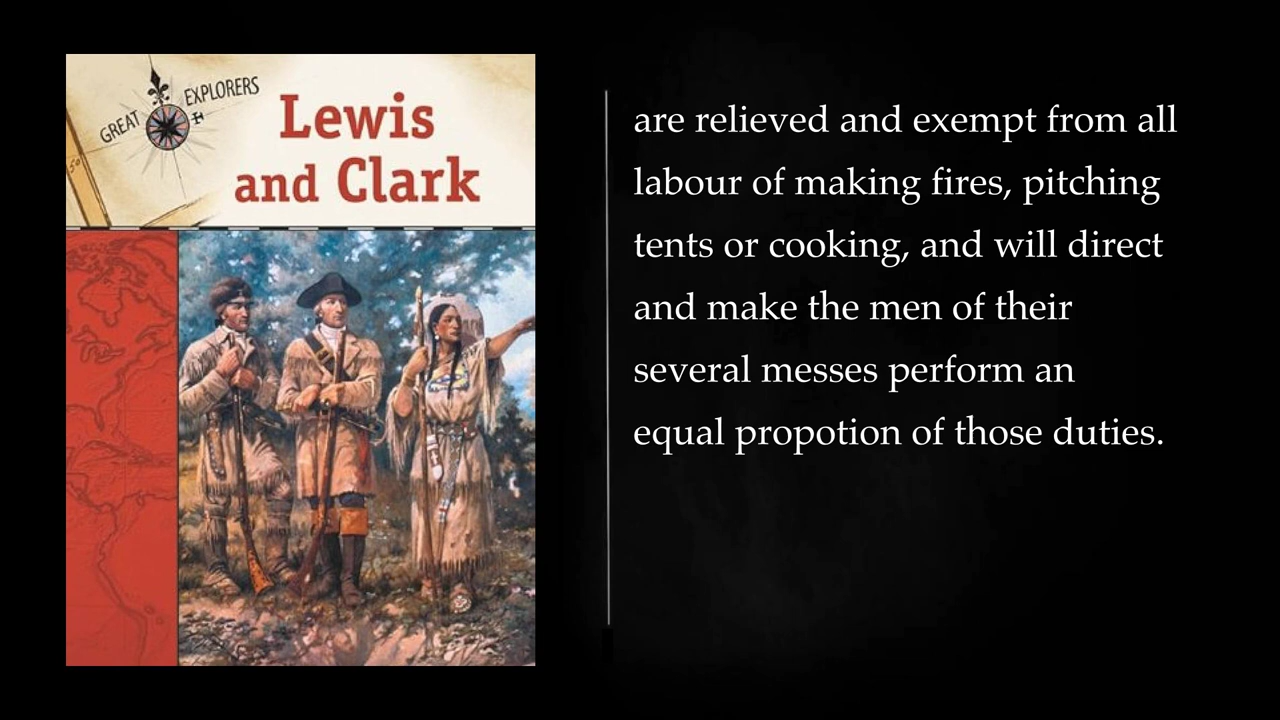 GREAT EXPLORERS
Lewis
and Clark
50
are relieved and exempt from all
labour of making fires, pitching
tents or cooking, and will direct
and make the men of their
several messes perform an
equal propotion of those duties.